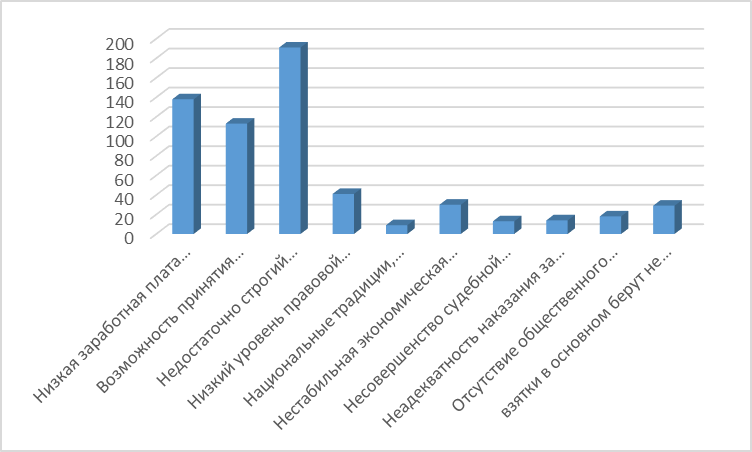 200
180
160
140
120
100
80
60
40
20
0
Низкая заработная плата…
Возможность принятия…
Недостаточно строгий…
Низкий уровень правовой…
Национальные традиции,…
Нестабильная экономическая…
Несовершенство судебной…
Неадекватность наказания за…
Отсутствие общественного…
взятки в основном берут не…